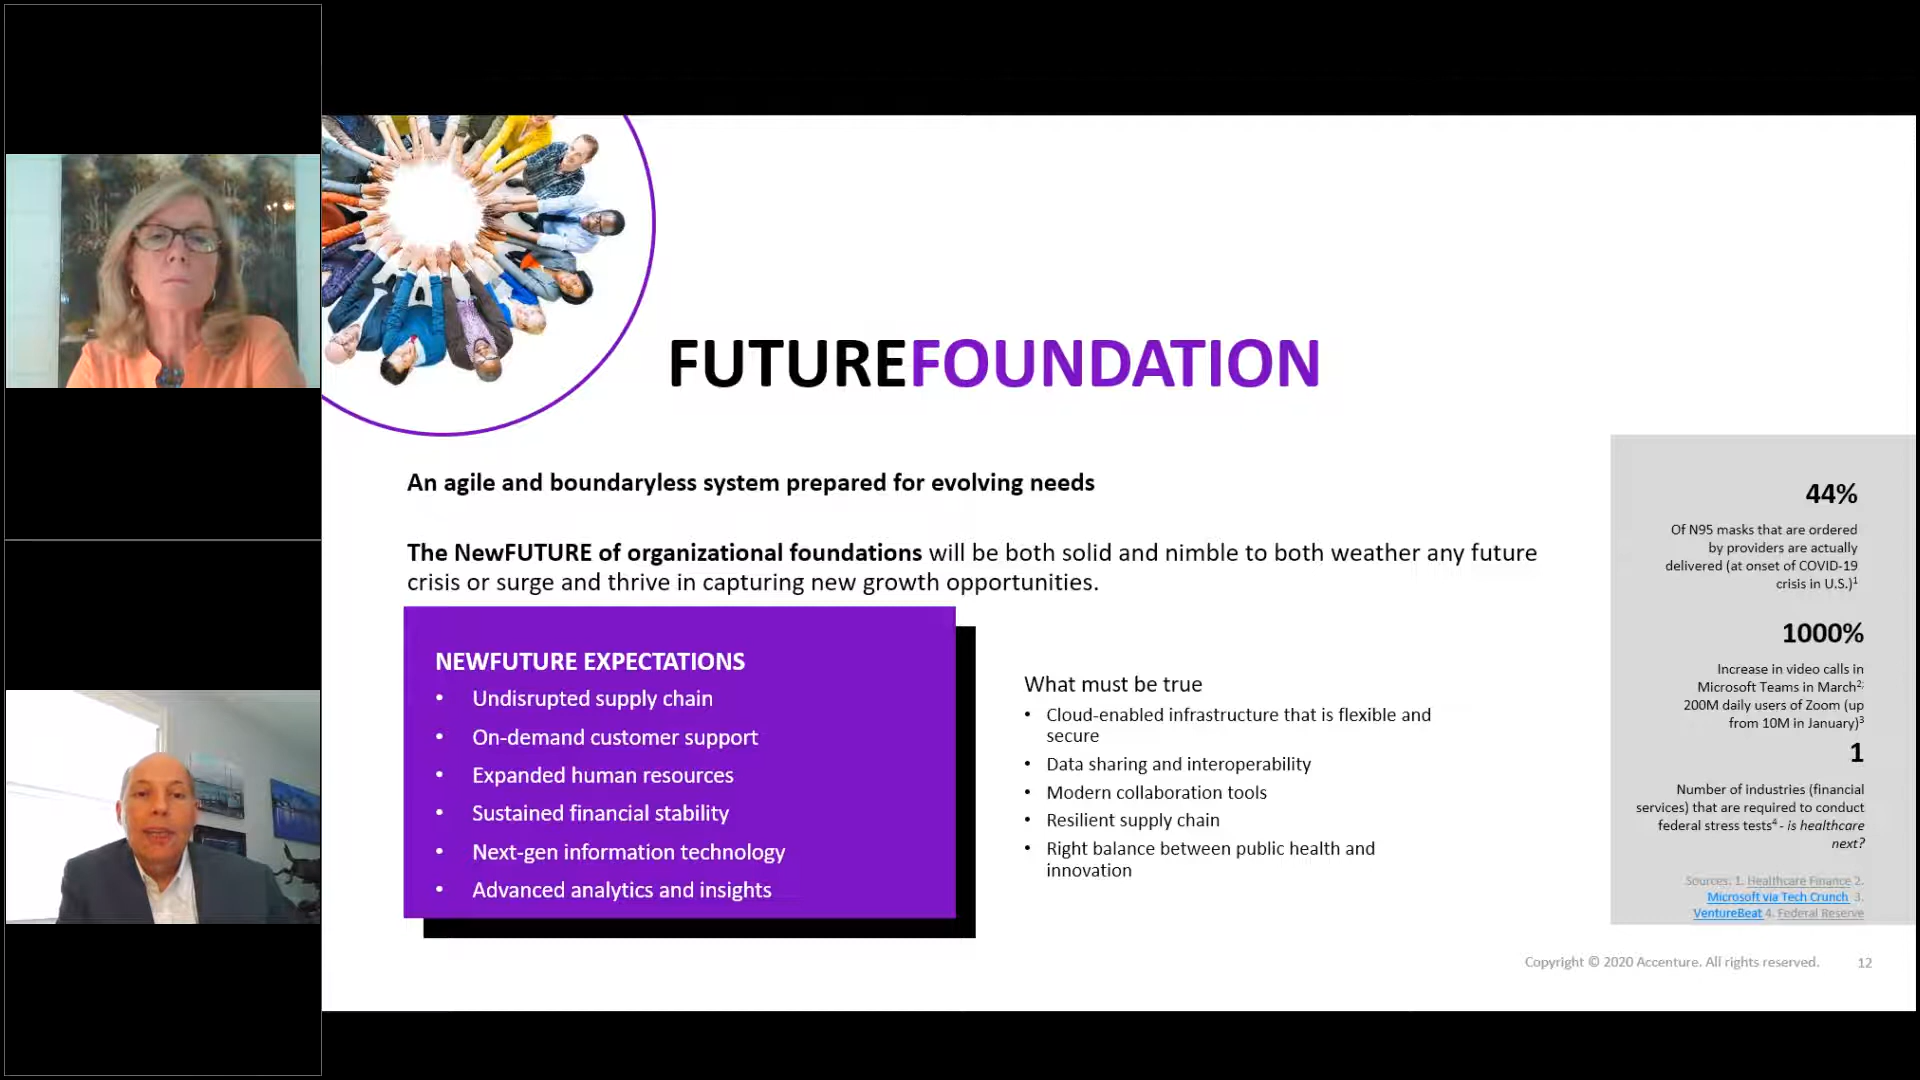 FUTUREFOUNDATION
An agile and boundaryless system prepared for evolving needs
The NewFUTURE of organizational foundations will be both solid and nimble to both weather any future
crisis or surge and thrive in capturing new growth opportunities.
NEWFUTURE EXPECTATIONS
• Undisrupted supply chain
• On-demand customer support
• Expanded human resources
• Sustained financial stability
• Next-gen information technology
• Advanced analytics and insights
What must be true
• Cloud-enabled infrastructure that is flexible and
secure
• Data sharing and interoperability
• Modern collaboration tools
• Resilient supply chain
• Right balance between public health and
innovation
44%
Of N95 masks that are ordered
by providers are actually
delivered (at onset of COVID-19
crisis in U.S.)¹
1000%
Increase in video calls in
Microsoft Teams in March²;
200M daily users of Zoom (up
from 10M in January)³
1
Number of industries (financial
services) that are required to conduct
federal stress tests⁴ - is healthcare
next?
Sources: 1. Healthcare Finance 2.
Microsoft via Tech Crunch 3.
VentureBeat 4. Federal Reserve
Copyright © 2020 Accenture. All rights reserved. 12